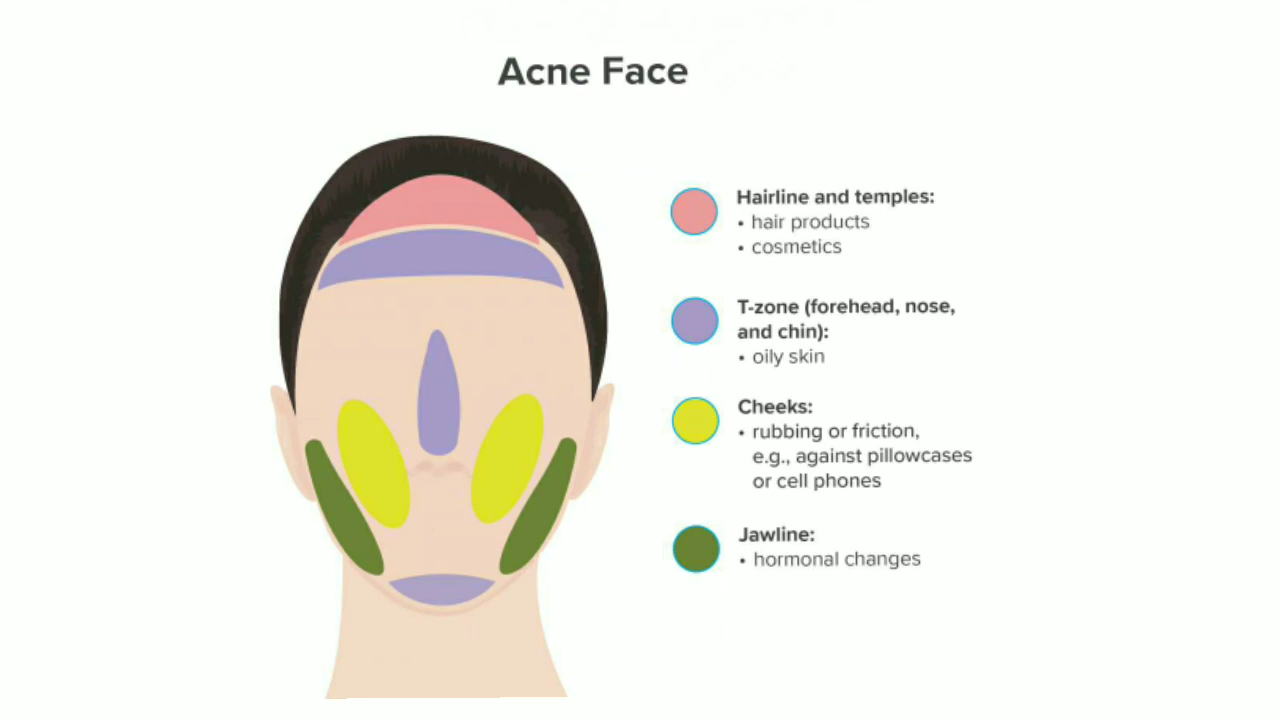 Acne Face
Hairline and temples:
• hair products
• cosmetics
T-zone (forehead, nose,
and chin):
• oily skin
Cheeks:
• rubbing or friction,
e.g., against pillowcases
or cell phones
Jawline:
• hormonal changes